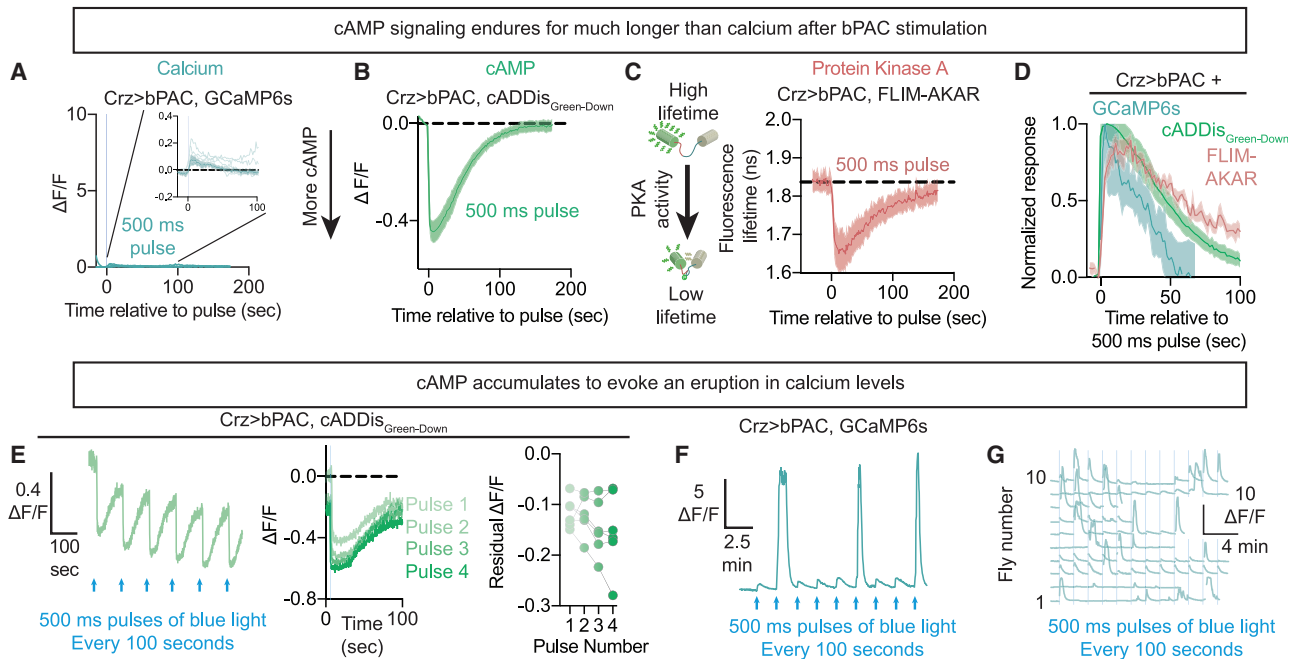 cAMP signaling endures for much longer than calcium after bPAC stimulation
A
Calcium
Crz>bPAC, GCaMP6s
ΔF/F
10
5
0
0.4
0.2
0.0
0
100
500 ms
pulse
0
100
200
Time relative to pulse (sec)
More cAMP
B
cAMP
Crz>bPAC, cADDisGreen-Down
ΔF/F
0.0
-0.4
500 ms pulse
0
100
200
Time relative to pulse (sec)
C
High
lifetime
PKA
activity
Low
lifetime
Protein Kinase A
Crz>bPAC, FLIM-AKAR
Fluorescence
lifetime (ns)
2.0
1.9
1.8
1.7
1.6
500 ms pulse
0
100
200
Time relative to pulse (sec)
D
Crz>bPAC +
GCaMP6s
cADDisGreen-Down
FLIM-
AKAR
Normalized response
1.0
0.5
0.0
0
50
100
Time relative to
500 ms pulse (sec)
cAMP accumulates to evoke an eruption in calcium levels
Crz>bPAC, cADDisGreen-Down
E
0.4
ΔF/F
100
sec
500 ms pulses of blue light
Every 100 seconds
ΔF/F
0.0
-0.4
-0.8
Pulse 1
Pulse 2
Pulse 3
Pulse 4
0
100
Time
(sec)
Residual ΔF/F
0.0
-0.1
-0.2
-0.3
1 2 3 4
Pulse Number
Crz>bPAC, GCaMP6s
F
5
ΔF/F
2.5
min
500 ms pulses of blue light
Every 100 seconds
G
Fly number
10
1
10
ΔF/F
4 min
500 ms pulses of blue light
Every 100 seconds